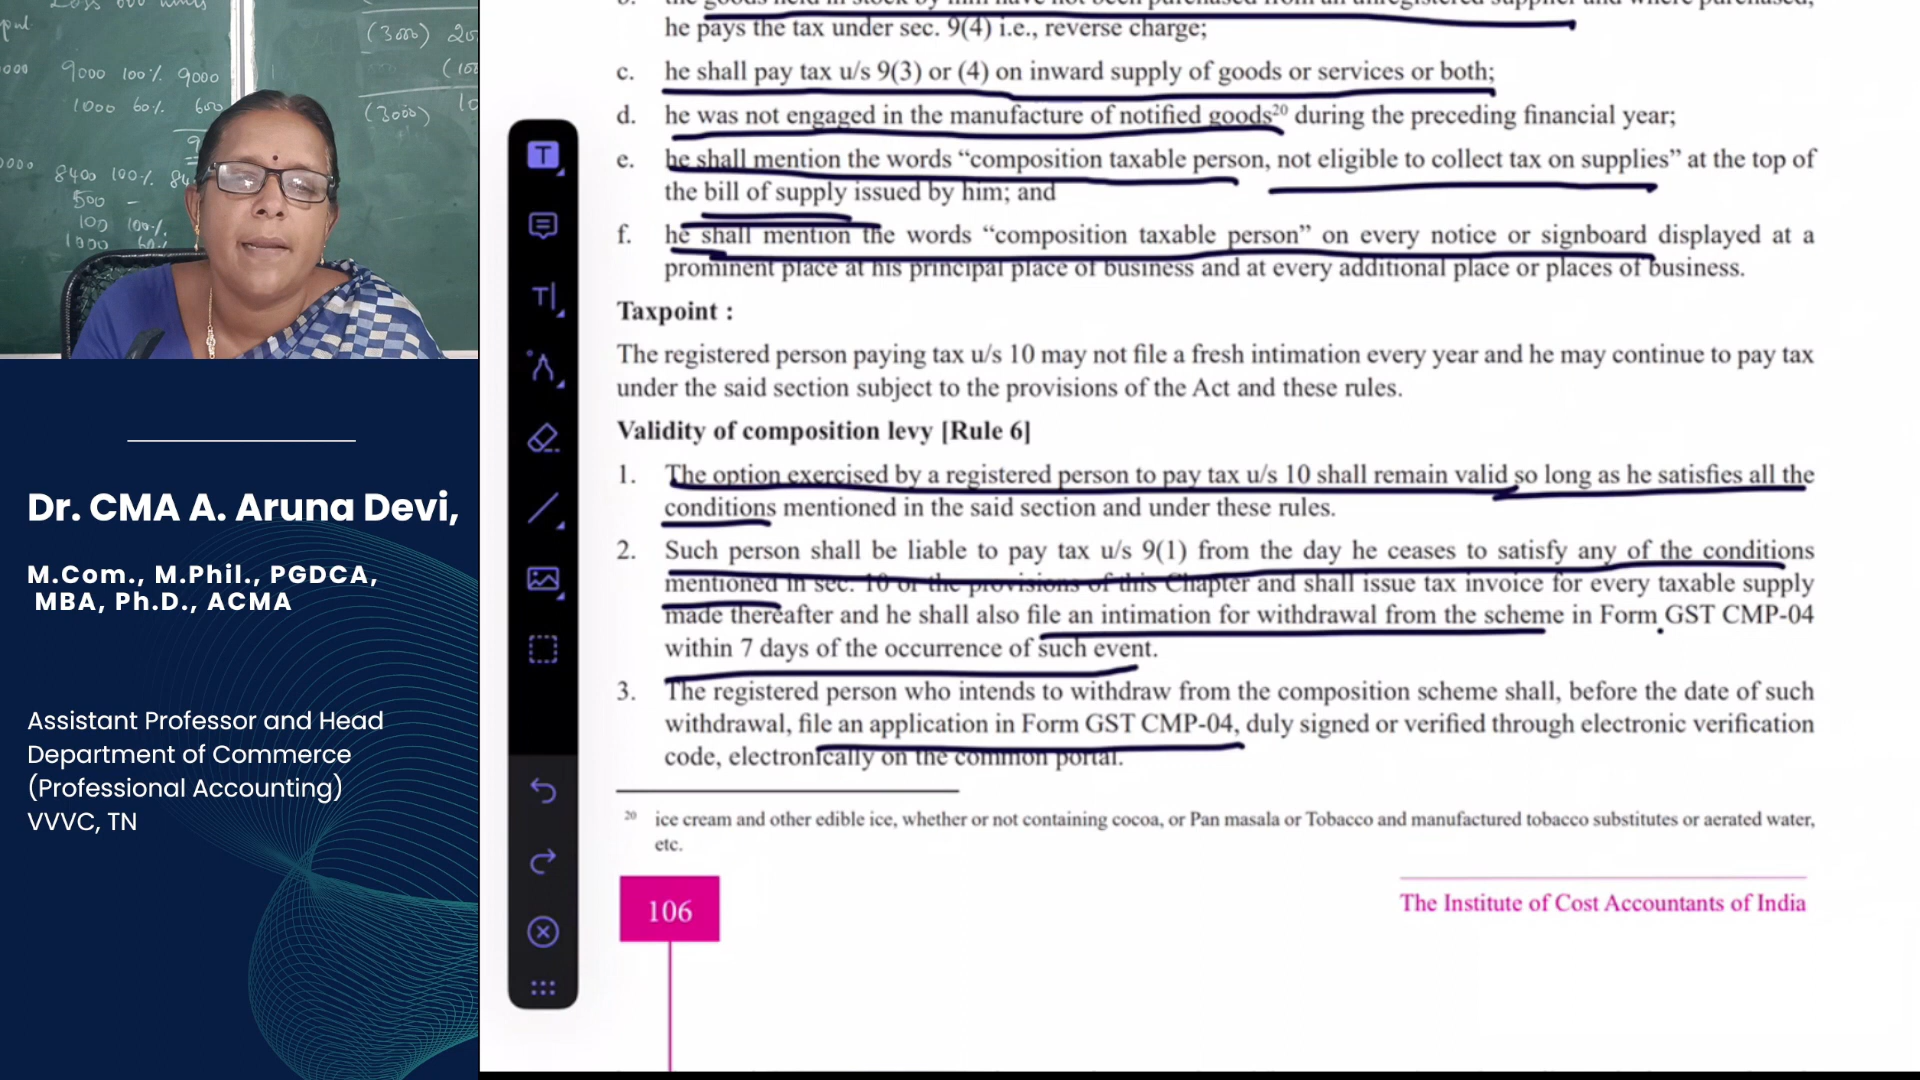 9000 100% 9000
1000 60% 600
8400 100% 84
500 -
100 100%
1000 60%
(3000) 20
(3000)
Dr. CMA A. Aruna Devi,
M.Com., M.Phil., PGDCA,
MBA, Ph.D., ACMA
Assistant Professor and Head
Department of Commerce
(Professional Accounting)
VVVC, TN
he pays the tax under sec. 9(4) i.e., reverse charge;
c. he shall pay tax u/s 9(3) or (4) on inward supply of goods or services or both;
d. he was not engaged in the manufacture of notified goods20 during the preceding financial year;
e. he shall mention the words “composition taxable person, not eligible to collect tax on supplies” at the top of
the bill of supply issued by him; and
f. he shall mention the words “composition taxable person” on every notice or signboard displayed at a
prominent place at his principal place of business and at every additional place or places of business.
Taxpoint :
The registered person paying tax u/s 10 may not file a fresh intimation every year and he may continue to pay tax
under the said section subject to the provisions of the Act and these rules.
Validity of composition levy [Rule 6]
1. The option exercised by a registered person to pay tax u/s 10 shall remain valid so long as he satisfies all the
conditions mentioned in the said section and under these rules.
2. Such person shall be liable to pay tax u/s 9(1) from the day he ceases to satisfy any of the conditions
mentioned in sec. 10 or the provisions of this Chapter and shall issue tax invoice for every taxable supply
made thereafter and he shall also file an intimation for withdrawal from the scheme in Form GST CMP-04
within 7 days of the occurrence of such event.
3. The registered person who intends to withdraw from the composition scheme shall, before the date of such
withdrawal, file an application in Form GST CMP-04, duly signed or verified through electronic verification
code, electronically on the common portal.
20 ice cream and other edible ice, whether or not containing cocoa, or Pan masala or Tobacco and manufactured tobacco substitutes or aerated water,
etc.
106
The Institute of Cost Accountants of India